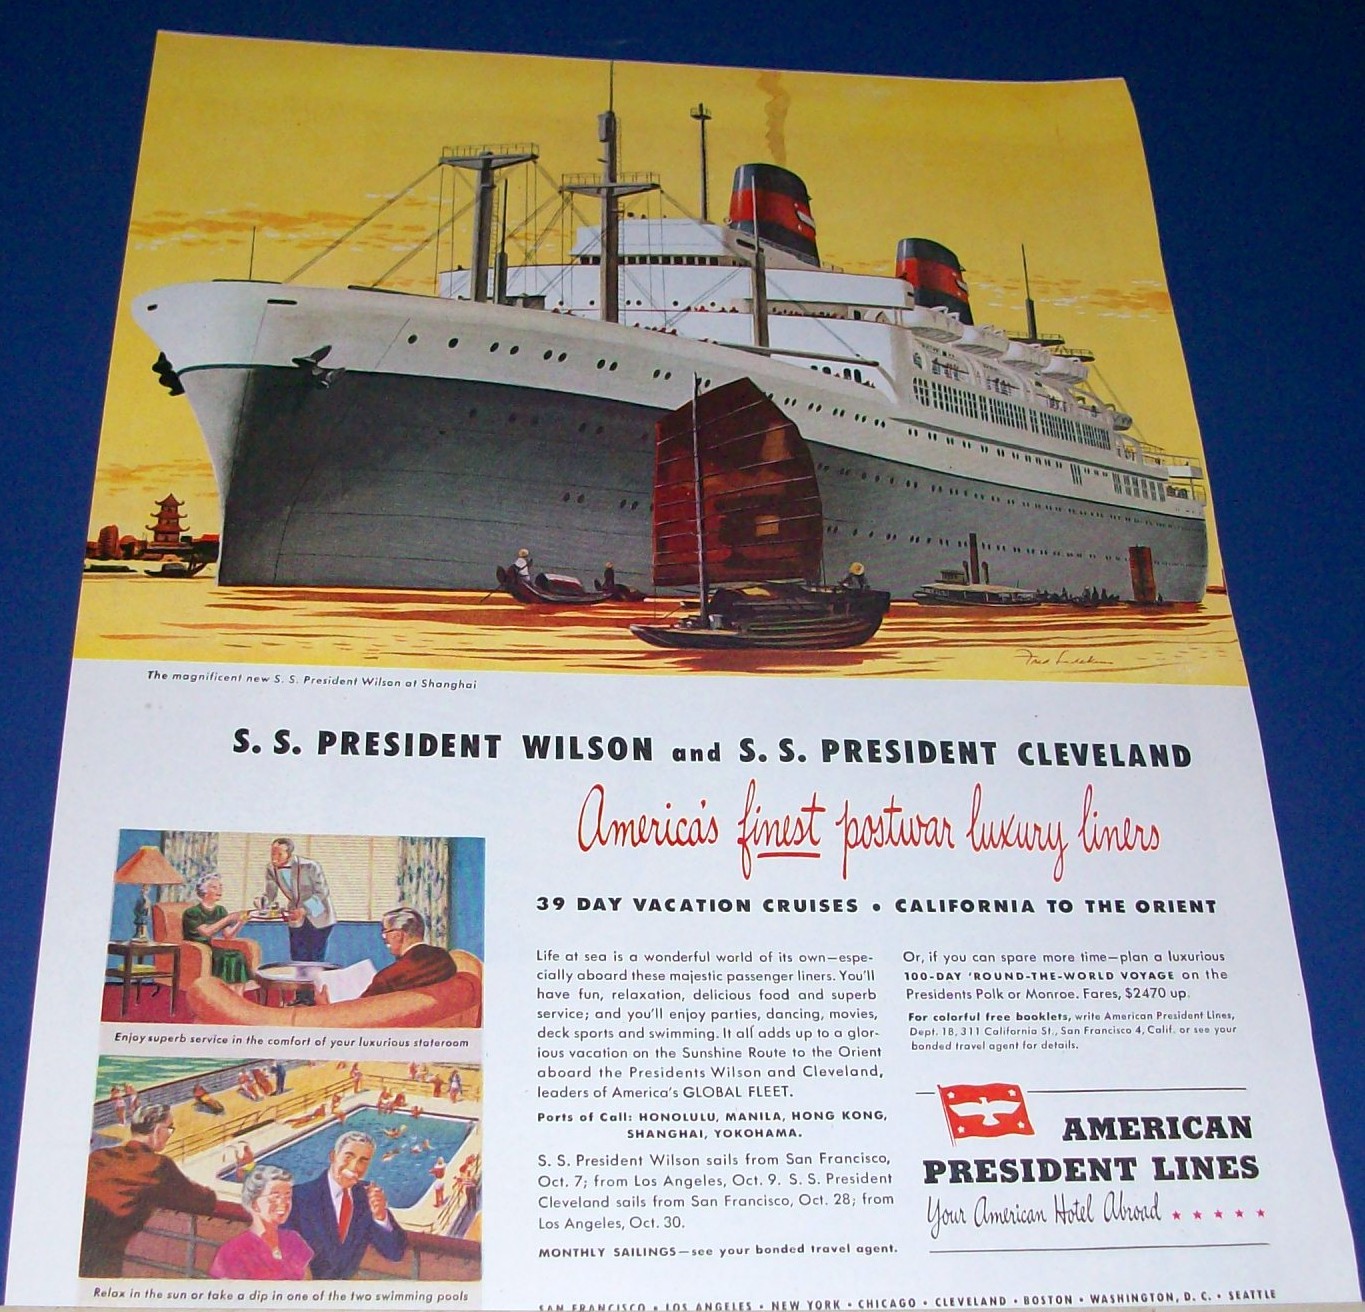 The magnificent new S. S. President Wilson at Shanghai
S. S. PRESIDENT WILSON and S. S. PRESIDENT CLEVELAND
America's finest postwar luxury liners
39 DAY VACATION CRUISES • CALIFORNIA TO THE ORIENT
Enjoy superb service in the comfort of your luxurious stateroom
Relax in the sun or take a dip in one of the two swimming pools
Life at sea is a wonderful world of its own—espe-
cially aboard these majestic passenger liners. You'll
have fun, relaxation, delicious food and superb
service; and you'll enjoy parties, dancing, movies,
deck sports and swimming. It all adds up to a glor-
ious vacation on the Sunshine Route to the Orient
aboard the Presidents Wilson and Cleveland,
leaders of America's GLOBAL FLEET.
Ports of Call: HONOLULU, MANILA, HONG KONG,
SHANGHAI, YOKOHAMA.
S. S. President Wilson sails from San Francisco,
Oct. 7; from Los Angeles, Oct. 9. S. S. President
Cleveland sails from San Francisco, Oct. 28; from
Los Angeles, Oct. 30.
MONTHLY SAILINGS—see your bonded travel agent.
Or, if you can spare more time—plan a luxurious
100-DAY 'ROUND-THE-WORLD VOYAGE on the
Presidents Polk or Monroe. Fares, $2470 up.
For colorful free booklets, write American President Lines,
Dept. 18, 311 California St., San Francisco 4, Calif. or see your
bonded travel agent for details.
AMERICAN
PRESIDENT LINES
Your American Hotel Abroad
SAN FRANCISCO • LOS ANGELES • NEW YORK • CHICAGO • CLEVELAND • BOSTON • WASHINGTON, D. C. • SEATTLE